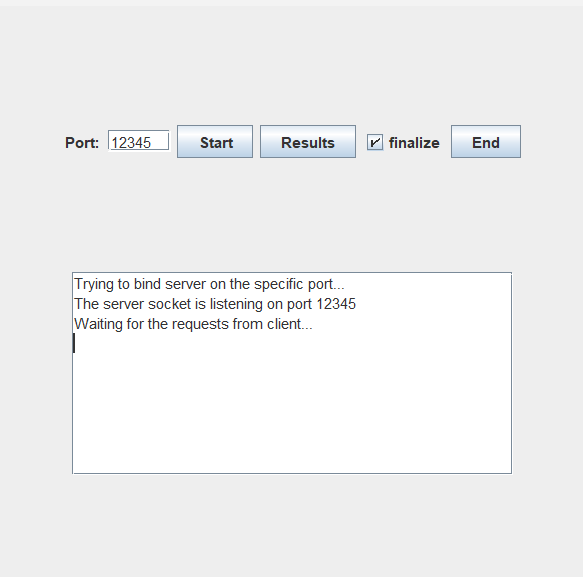 Port: 12345 Start Results finalize End
Trying to bind server on the specific port...
The server socket is listening on port 12345
Waiting for the requests from client...